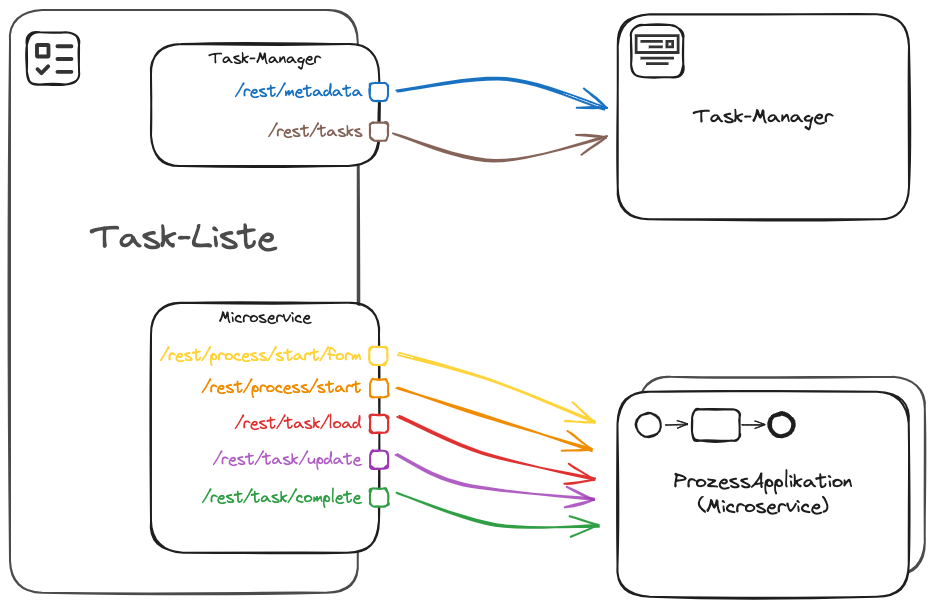 Task-Manager
/rest/metadata
/rest/tasks
Task-Manager
Task-Liste
Microservice
/rest/process/start/form
/rest/process/start
/rest/task/load
/rest/task/update
/rest/task/complete
ProzessApplikation
(Microservice)